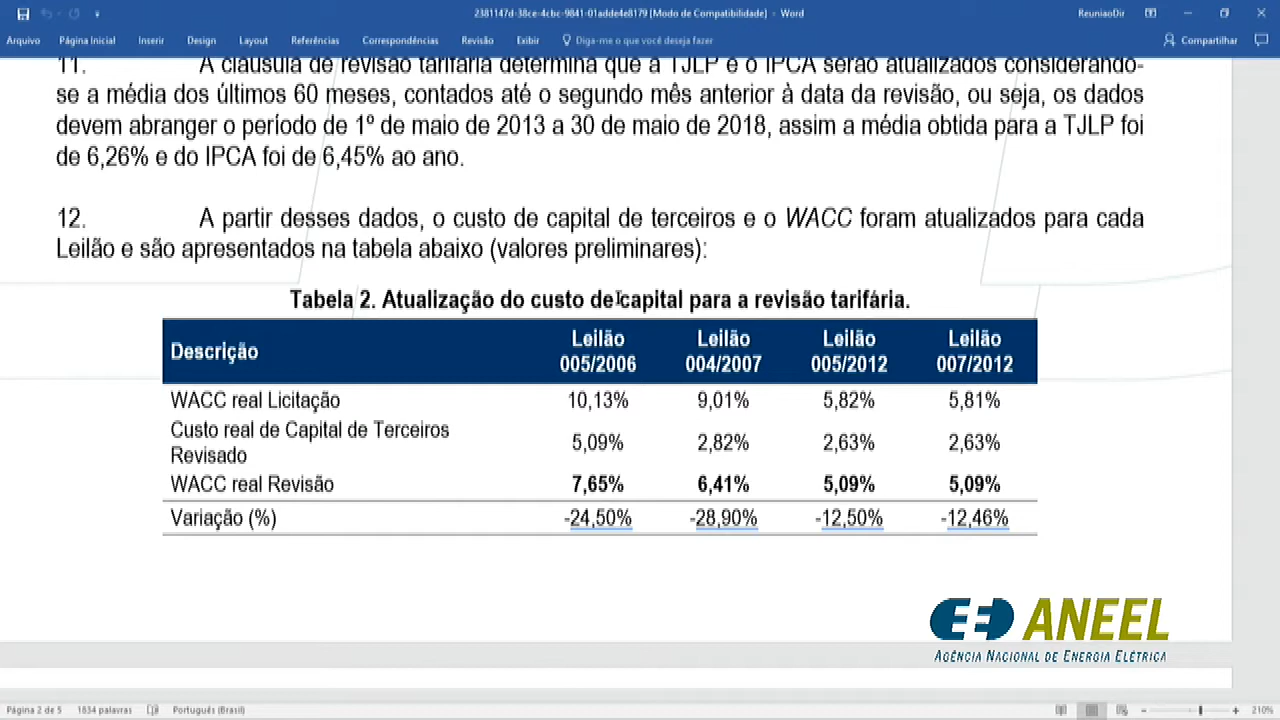 2381147d-38ce-4cbc-9841-01adde4e8179 [Modo de Compatibilidade] - Word
ReuniaoDir
Arquivo Página Inicial Inserir Design Layout Referências Correspondências Revisão Exibir Diga-me o que você deseja fazer Compartilhar
11. A cláusula de revisão tarifária determina que a TJLP e o IPCA serão atualizados considerando-
se a média dos últimos 60 meses, contados até o segundo mês anterior à data da revisão, ou seja, os dados
devem abranger o período de 1º de maio de 2013 a 30 de maio de 2018, assim a média obtida para a TJLP foi
de 6,26% e do IPCA foi de 6,45% ao ano.
12. A partir desses dados, o custo de capital de terceiros e o WACC foram atualizados para cada
Leilão e são apresentados na tabela abaixo (valores preliminares):
Tabela 2. Atualização do custo de capital para a revisão tarifária.
Descrição Leilão 005/2006 Leilão 004/2007 Leilão 005/2012 Leilão 007/2012
WACC real Licitação 10,13% 9,01% 5,82% 5,81%
Custo real de Capital de Terceiros
Revisado 5,09% 2,82% 2,63% 2,63%
WACC real Revisão 7,65% 6,41% 5,09% 5,09%
Variação (%) -24,50% -28,90% -12,50% -12,46%
ANEEL
AGÊNCIA NACIONAL DE ENERGIA ELÉTRICA
Página 2 de 5 1834 palavras Português (Brasil) 210%